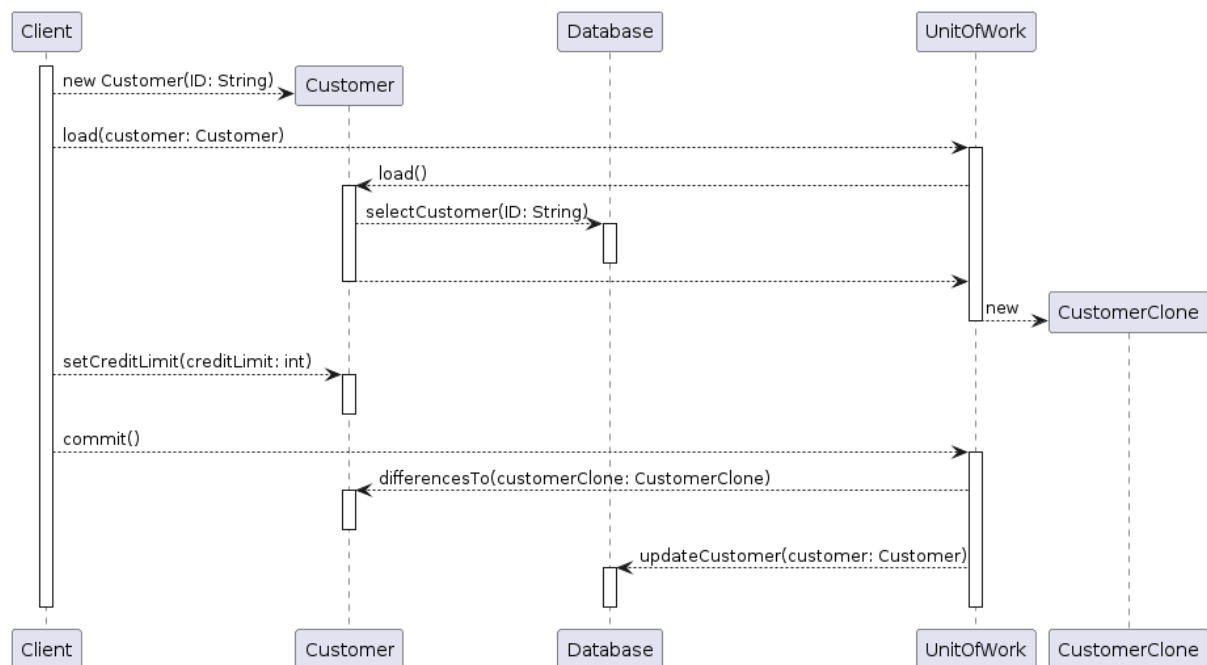 Client
Database
UnitOfWork
new Customer(ID: String)
Customer
load(customer: Customer)
load()
selectCustomer(ID: String)
new
CustomerClone
setCreditLimit(creditLimit: int)
commit()
differencesTo(customerClone: CustomerClone)
updateCustomer(customer: Customer)
Client
Customer
Database
UnitOfWork
CustomerClone